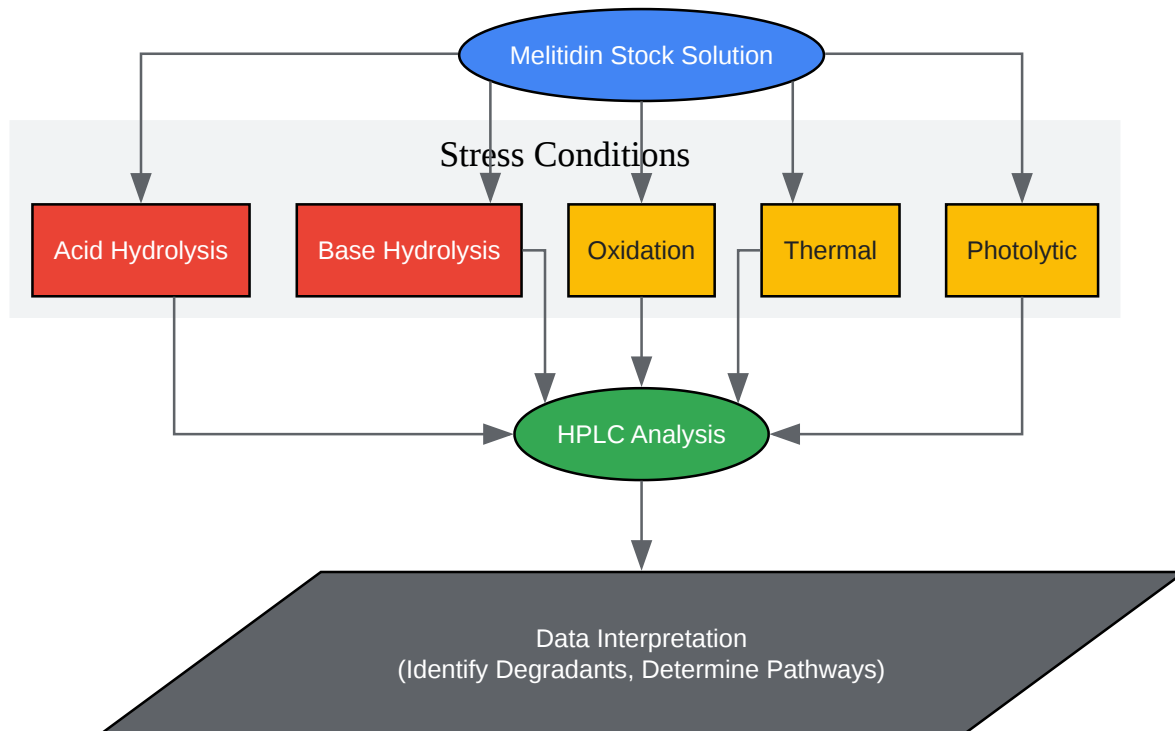 Melitidin Stock Solution
Stress Conditions
Acid Hydrolysis
Base Hydrolysis
Oxidation
Thermal
Photolytic
HPLC Analysis
Data Interpretation
(Identify Degradants, Determine Pathways)